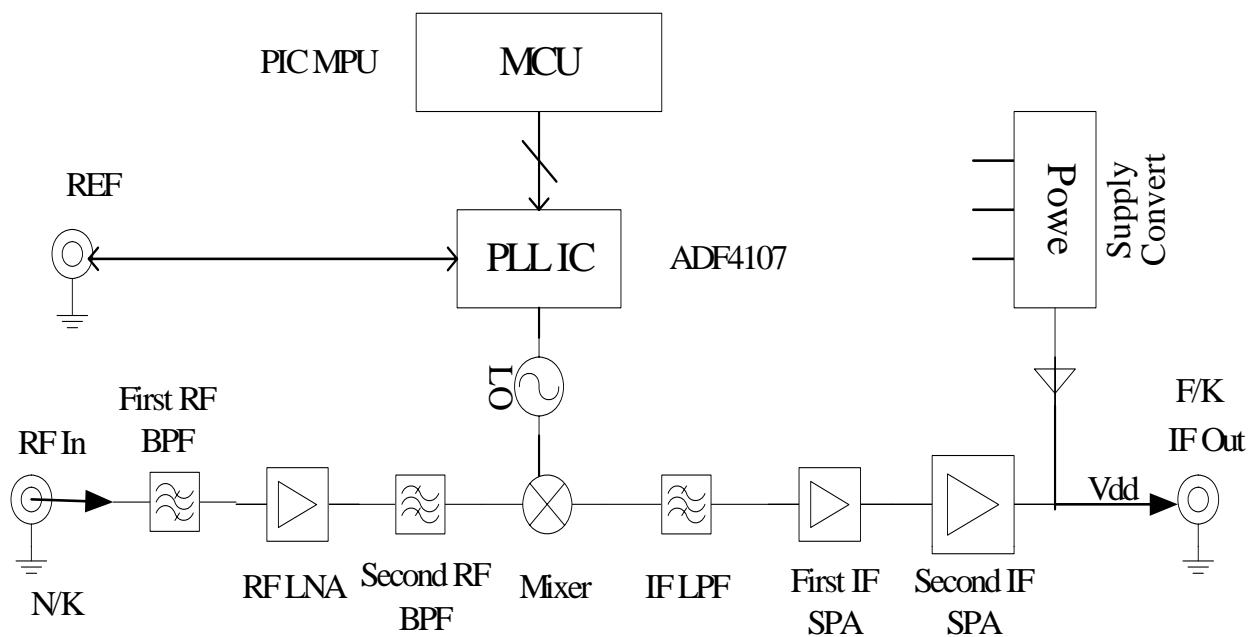 PIC MPU
MCU
REF
PLL IC
ADF4107
Powe
Supply
Convert
LO
First RF
BPF
RF In
F/K
IF Out
Vdd
N/K
RF LNA
Second RF
BPF
Mixer
IF LPF
First IF
SPA
Second IF
SPA